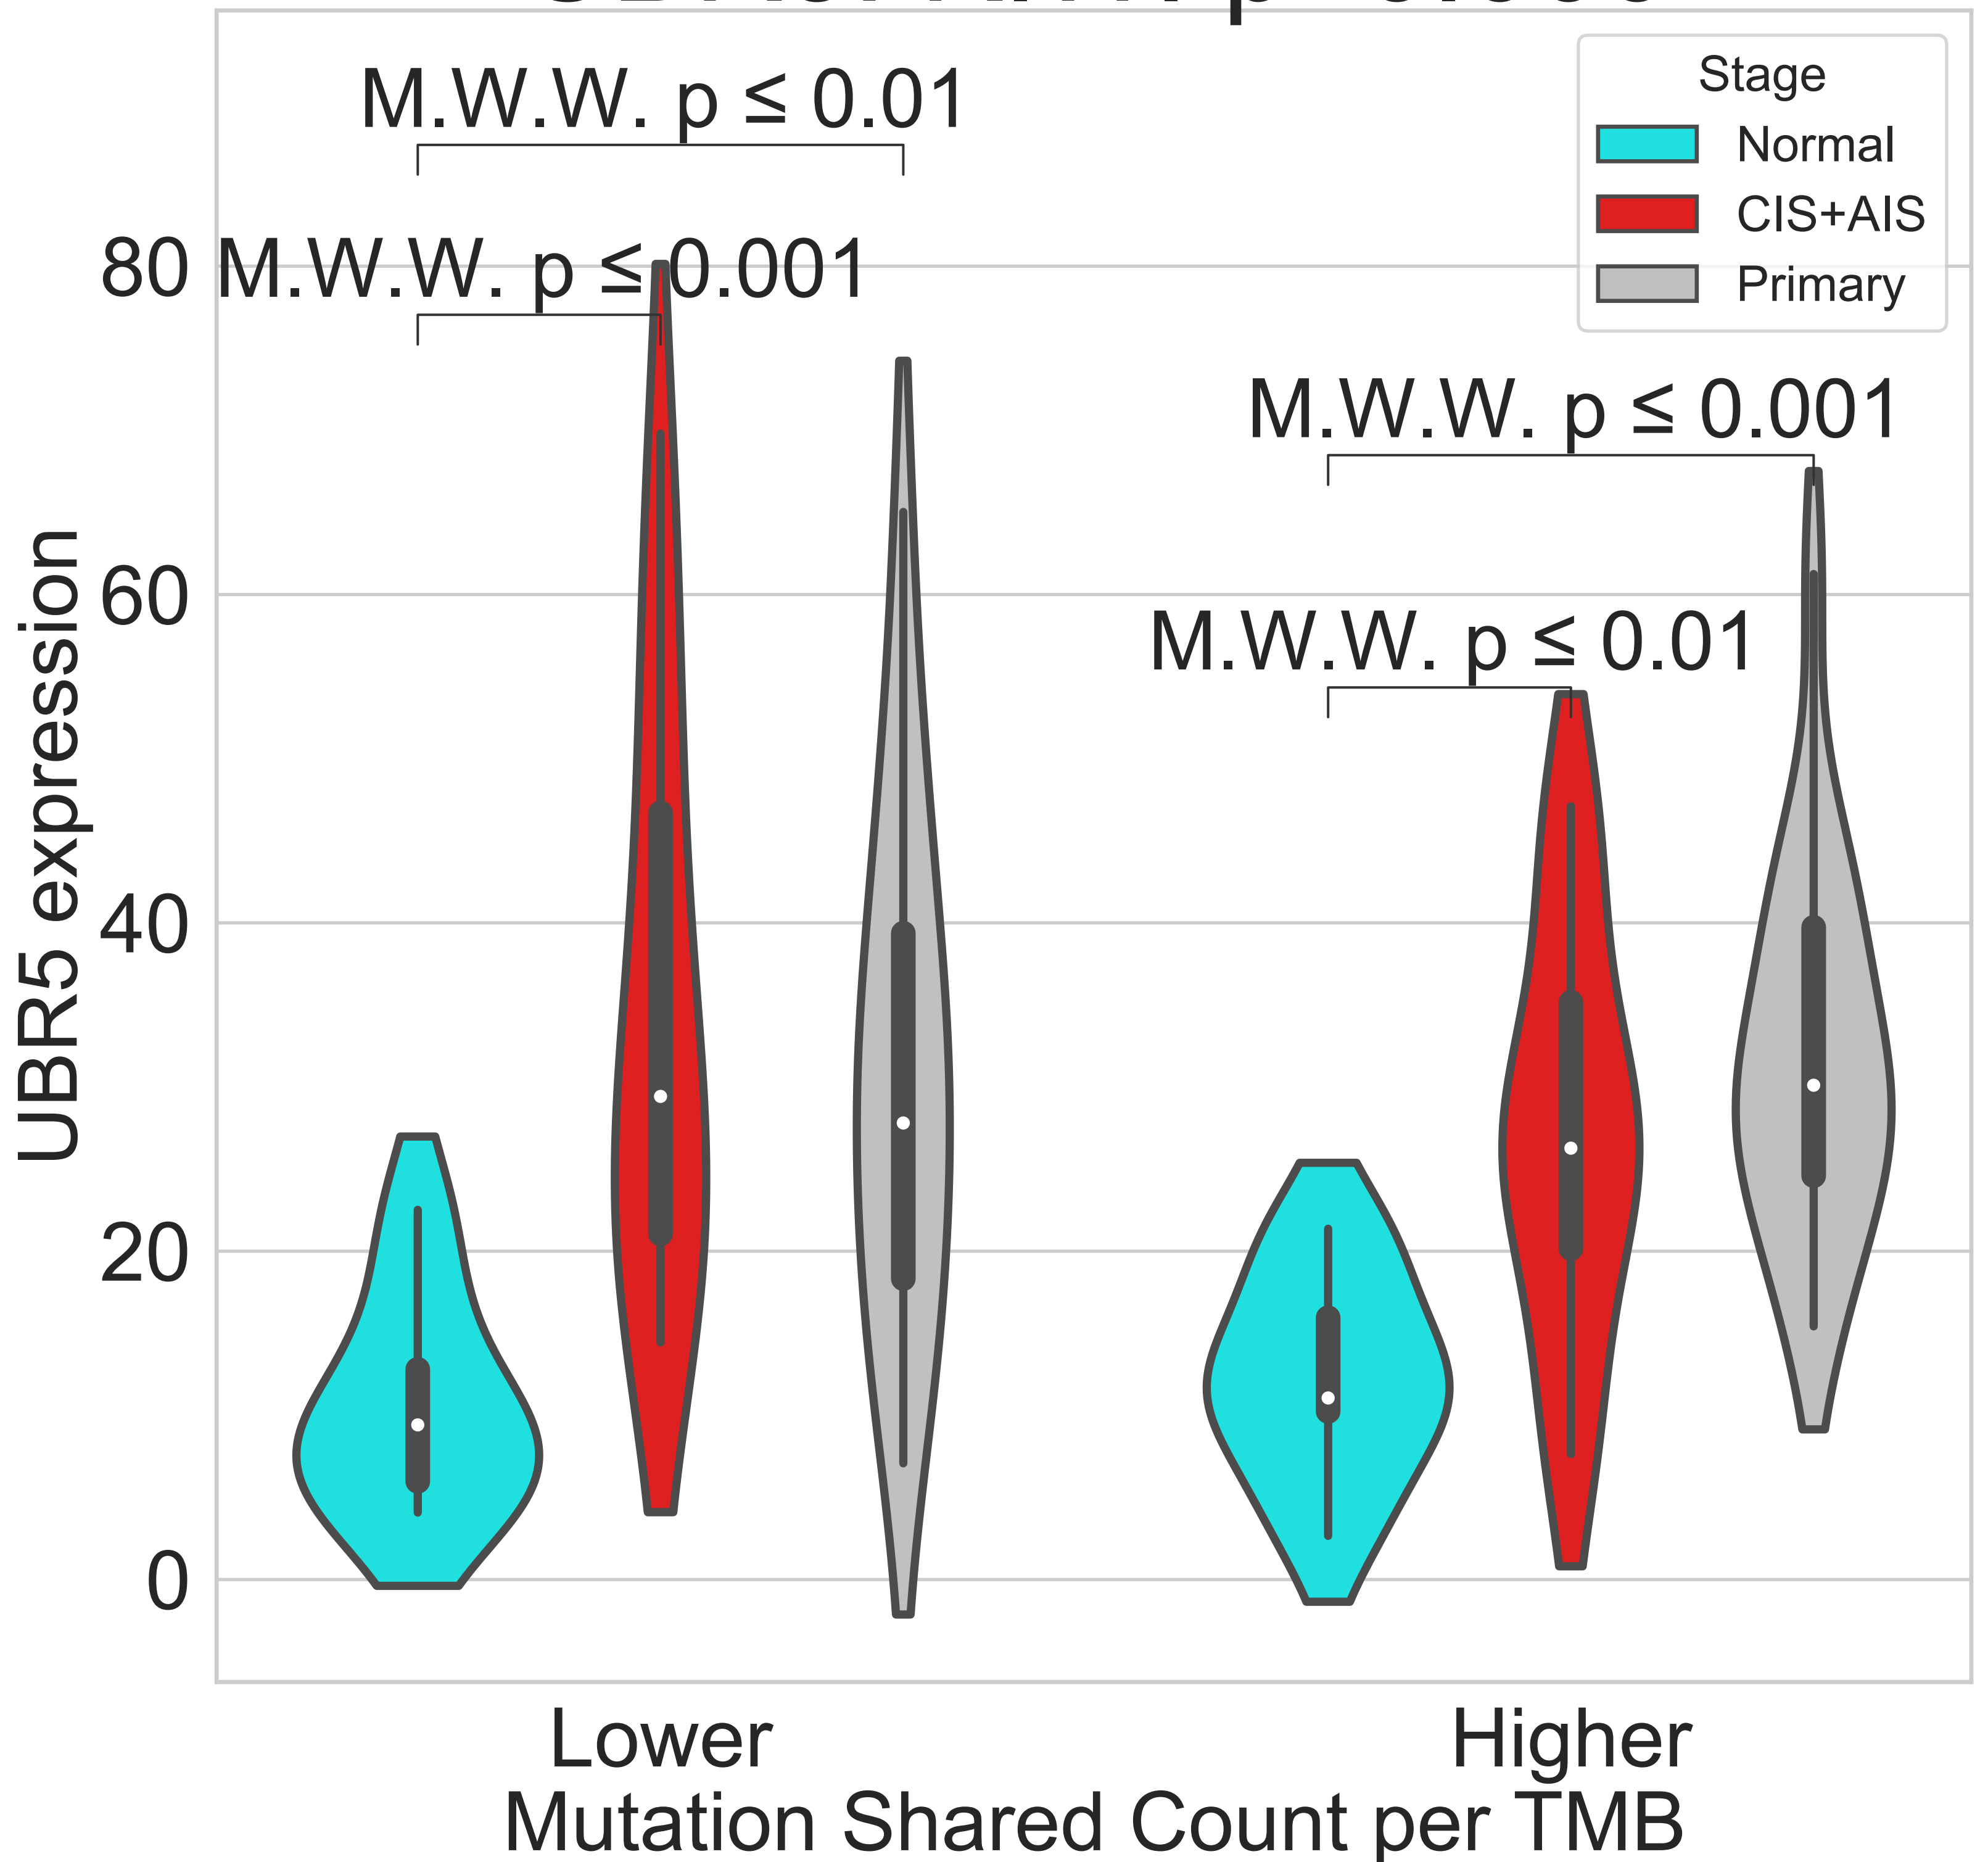 M.W.W. p ≤ 0.01
Stage
Normal
CIS+AIS
Primary
80
M.W.W. p ≤ 0.001
M.W.W. p ≤ 0.001
60
M.W.W. p ≤ 0.01
40
20
0
UBR5 expression
Lower
Higher
Mutation Shared Count per TMB